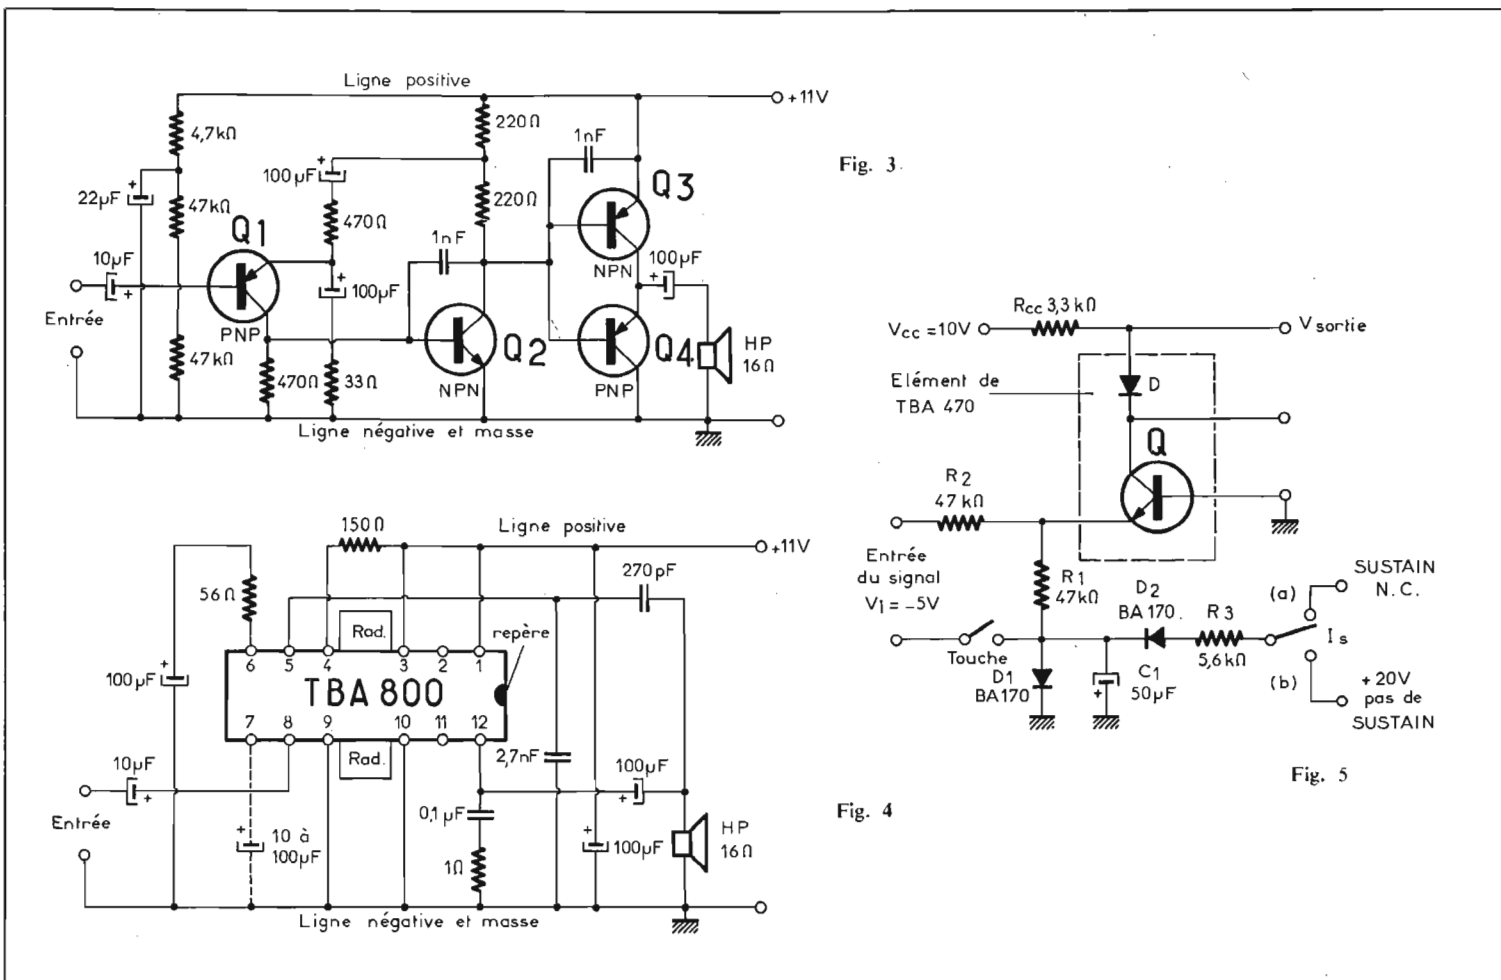 Ligne positive
+11V
4,7kΩ
220Ω
1nF
100µF
22µF
47kΩ
220Ω
Q3
Q1
470Ω
1nF
NPN
100µF
10µF
100µF
Entrée
PNP
Q2
Q4
HP
16Ω
47kΩ
470Ω
33Ω
NPN
PNP
Ligne négative et masse
Fig. 3
150Ω
Ligne positive
+11V
56Ω
270pF
Rad.
repère
6 5 4 3 2 1
100µF
TBA 800
7 8 9 10 11 12
10µF
Rad.
2,7nF
100µF
Entrée
0,1µF
10 à
100µF
1Ω
100µF
HP
16Ω
Ligne négative et masse
Fig. 4
Rcc 3,3kΩ
Vcc =10V
V sortie
Elément de
TBA 470
D
Q
R2
47kΩ
Entrée
du signal
V1 = -5V
R1
47kΩ
D2
BA 170.
R3
5,6kΩ
(a)
SUSTAIN
N.C.
Is
Touche
D1
BA170
C1
50µF
(b)
+20V
pas de
SUSTAIN
Fig. 5